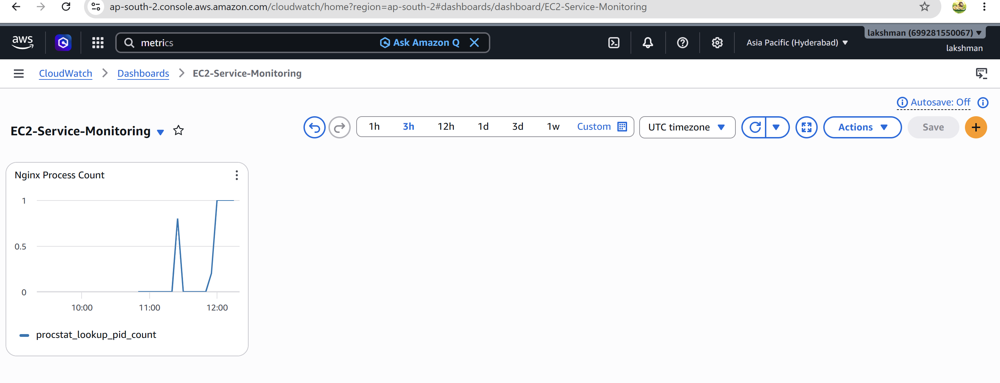 ap-south-2.console.aws.amazon.com/cloudwatch/home?region=ap-south-2#dashboards/dashboard/EC2-Service-Monitoring
aws
metrics
Ask Amazon Q
Asia Pacific (Hyderabad)
lakshman (699281550067)
lakshman
CloudWatch
Dashboards
EC2-Service-Monitoring
Autosave: Off
EC2-Service-Monitoring
1h 3h 12h 1d 3d 1w Custom
UTC timezone
Actions
Save
Nginx Process Count
1
0.5
0
10:00 11:00 12:00
procstat_lookup_pid_count